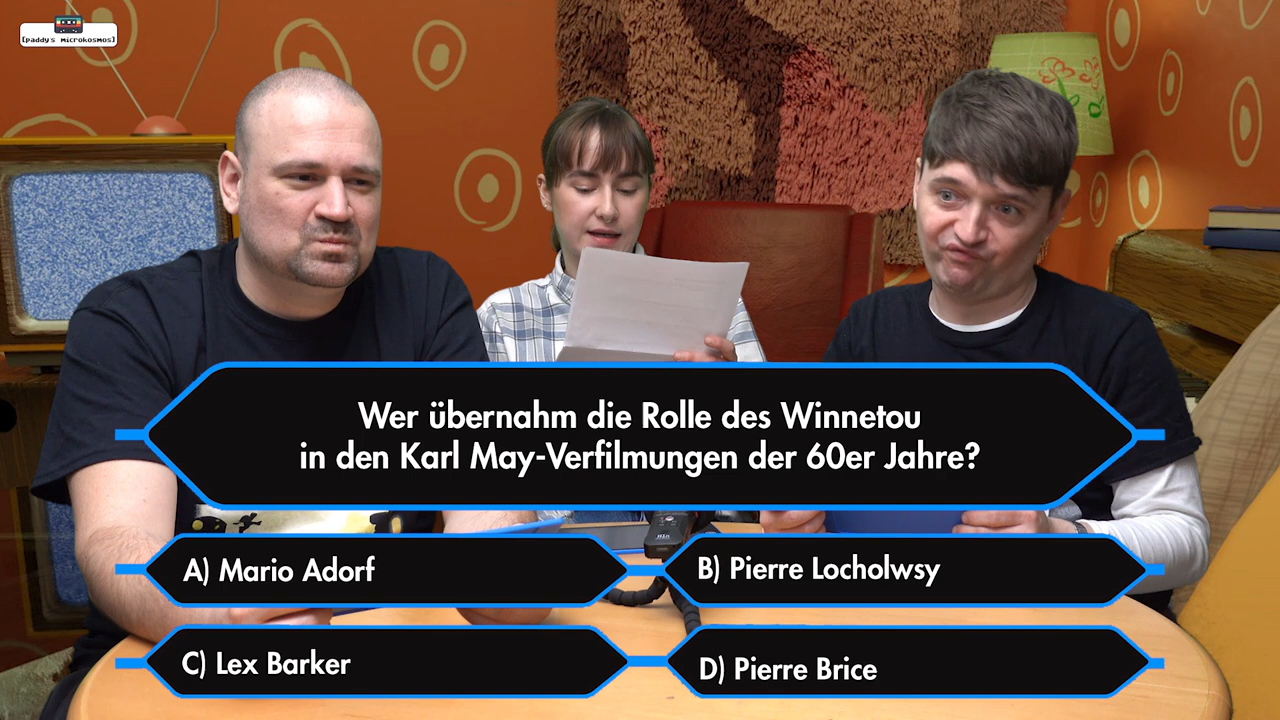 [paddy's microkosmos]
Wer übernahm die Rolle des Winnetou
in den Karl May-Verfilmungen der 60er Jahre?
A) Mario Adorf
B) Pierre Locholwsy
C) Lex Barker
D) Pierre Brice